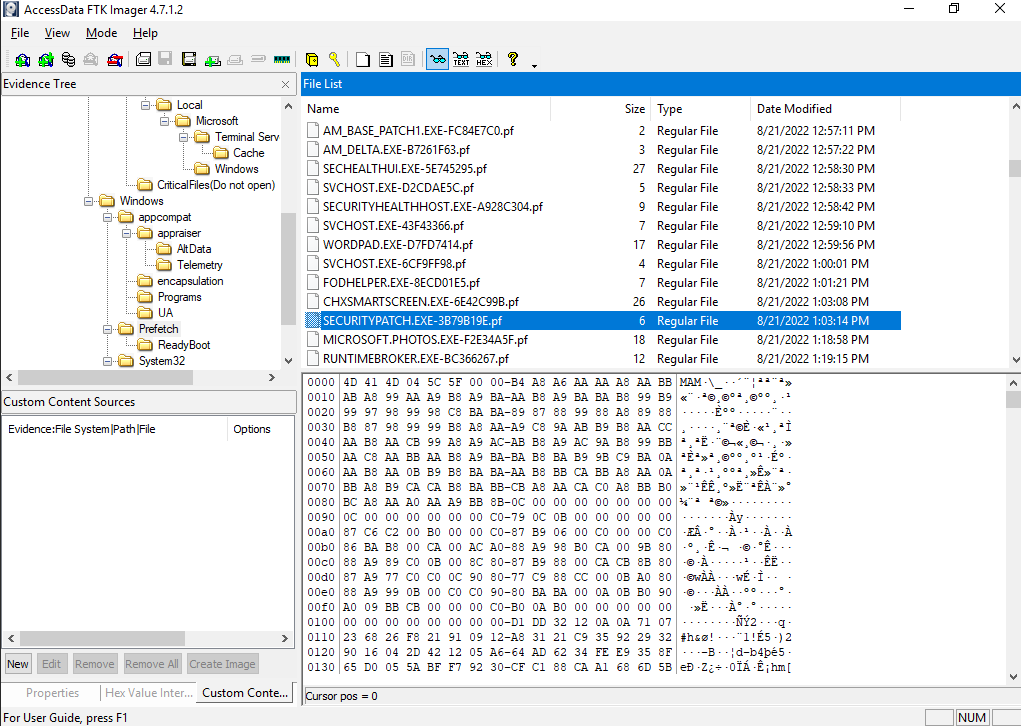 AccessData FTK Imager 4.7.1.2
File View Mode Help
Evidence Tree
Local
Microsoft
Terminal Serv
Cache
Windows
CriticalFiles(Do not open)
Windows
appcompat
appraiser
AltData
Telemetry
encapsulation
Programs
UA
Prefetch
ReadyBoot
System32
Custom Content Sources
Evidence:File System|Path|File Options
New Edit Remove Remove All Create Image
Properties Hex Value Inter... Custom Conte...
File List
Name Size Type Date Modified
AM_BASE_PATCH1.EXE-FC84E7C0.pf 2 Regular File 8/21/2022 12:57:11 PM
AM_DELTA.EXE-B7261F63.pf 3 Regular File 8/21/2022 12:57:22 PM
SECHEALTHUI.EXE-5E745295.pf 27 Regular File 8/21/2022 12:58:30 PM
SVCHOST.EXE-D2CDAE5C.pf 5 Regular File 8/21/2022 12:58:33 PM
SECURITYHEALTHHOST.EXE-A928C304.pf 9 Regular File 8/21/2022 12:58:42 PM
SVCHOST.EXE-43F43366.pf 7 Regular File 8/21/2022 12:59:10 PM
WORDPAD.EXE-D7FD7414.pf 17 Regular File 8/21/2022 12:59:56 PM
SVCHOST.EXE-6CF9FF98.pf 4 Regular File 8/21/2022 1:00:01 PM
FODHELPER.EXE-8ECD01E5.pf 7 Regular File 8/21/2022 1:01:21 PM
CHXSMARTSCREEN.EXE-6E42C99B.pf 26 Regular File 8/21/2022 1:03:08 PM
SECURITYPATCH.EXE-3B79B19E.pf 6 Regular File 8/21/2022 1:03:14 PM
MICROSOFT.PHOTOS.EXE-F2E34A5F.pf 18 Regular File 8/21/2022 1:18:58 PM
RUNTIMEBROKER.EXE-BC366267.pf 12 Regular File 8/21/2022 1:19:15 PM
0000 4D 41 4D 04 5C 5F 00 00-B4 A8 A6 AA AA A8 AA BB
0010 AB A8 99 AA A9 B8 A9 BA-AA B8 A9 BA BA B8 99 B9
0020 99 97 98 99 98 C8 BA BA-89 87 88 99 88 A8 89 88
0030 B8 87 98 99 B8 B8 AA A8-A9 C8 89 AB B9 B8 AA CC
0040 AA B8 AA CB 99 A8 A9 AC-AB B8 A9 AC 9A B8 99 BB
0050 AA C8 AA BB AA B8 A9 BA-BA A9 BA B9 9B C9 BA 0A
0060 AA B8 AA 0B B9 B8 BA BA-AA B8 BB CA BB A8 AA 0A
0070 BB A8 B9 CA CA B8 BA BB-CB A8 AA CA C0 A8 BB B0
0080 BC A8 AA A0 AA A9 BB 8B-0C 00 00 00 00 00 00 00
0090 0C 00 00 00 00 00 00 C0-79 0C 0B 00 00 00 00 00
00a0 87 C6 C2 00 B0 00 00 C0-87 B9 06 00 C0 00 00 C0
00b0 86 BA B8 00 CA 00 AC A0-88 A9 98 B0 CA 00 9B 80
00c0 88 A9 89 C0 00 0B 00 8C 80-87 B9 88 00 CA CB 8B 80
00d0 87 A9 77 C0 C0 0C 90 80-77 C9 88 CC 00 0B A0 80
00e0 88 A9 99 0B 00 C0 C0 90-80 BA BA 00 0A 0B B0 90
00f0 A0 09 BB CB 00 00 00 C0-B0 0A B0 00 00 00 00 00
0100 00 00 00 00 00 00 00 00-D1 DD 32 12 0A 0A 71 07
0110 23 68 26 F8 21 91 09 12-A8 31 21 C9 35 92 29 32
0120 90 16 04 2D 42 12 05 A6-64 AD 62 34 FE E9 35 8F
0130 65 D0 05 5A BF F7 92 30-CF C1 88 CA A1 68 6D 5B
Cursor pos = 0
For User Guide, press F1
NUM